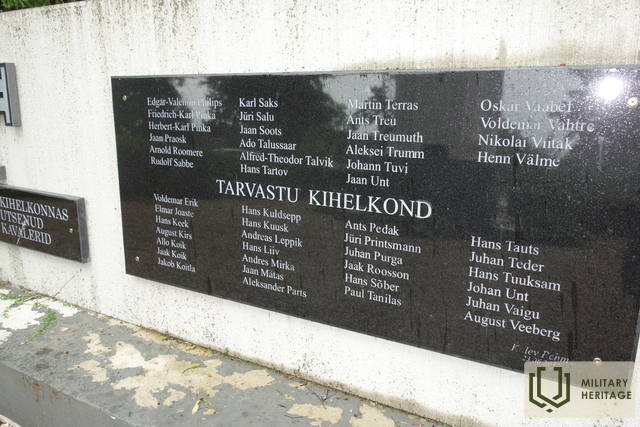 KIHELKONNAS
KAVALERID
Edgar-Valentin Philips
Friedrich-Karl Pinka
Herbert-Karl Pinka
Jaan Praosk
Arnold Roomere
Rudolf Sabbe
Karl Saks
Jüri Salu
Jaan Soots
Ado Talussaar
Alfred-Theodor Talvik
Hans Tartov
Martin Terras
Ants Treu
Jaan Treumuth
Aleksei Trumm
Johann Tuvi
Jaan Unt
Oskar Vaabel
Voldemar Vahtre
Nikolai Viitak
Henn Välme
TARVASTU KIHELKOND
Voldemar Erik
Elmar Joaste
Hans Keek
August Kirs
Allo Koik
Jaak Koik
Jakob Koitla
Hans Kuldsepp
Hans Kuusk
Andreas Leppik
Hans Liiv
Andres Mirka
Jaan Mätas
Aleksander Parts
Ants Pedak
Jüri Printsmann
Juhan Purga
Jaak Roosson
Hans Sõber
Paul Tanilas
Hans Tauts
Juhan Teder
Hans Tuuksam
Johan Unt
Juhan Vaigu
August Veeberg
MILITARY
HERITAGE